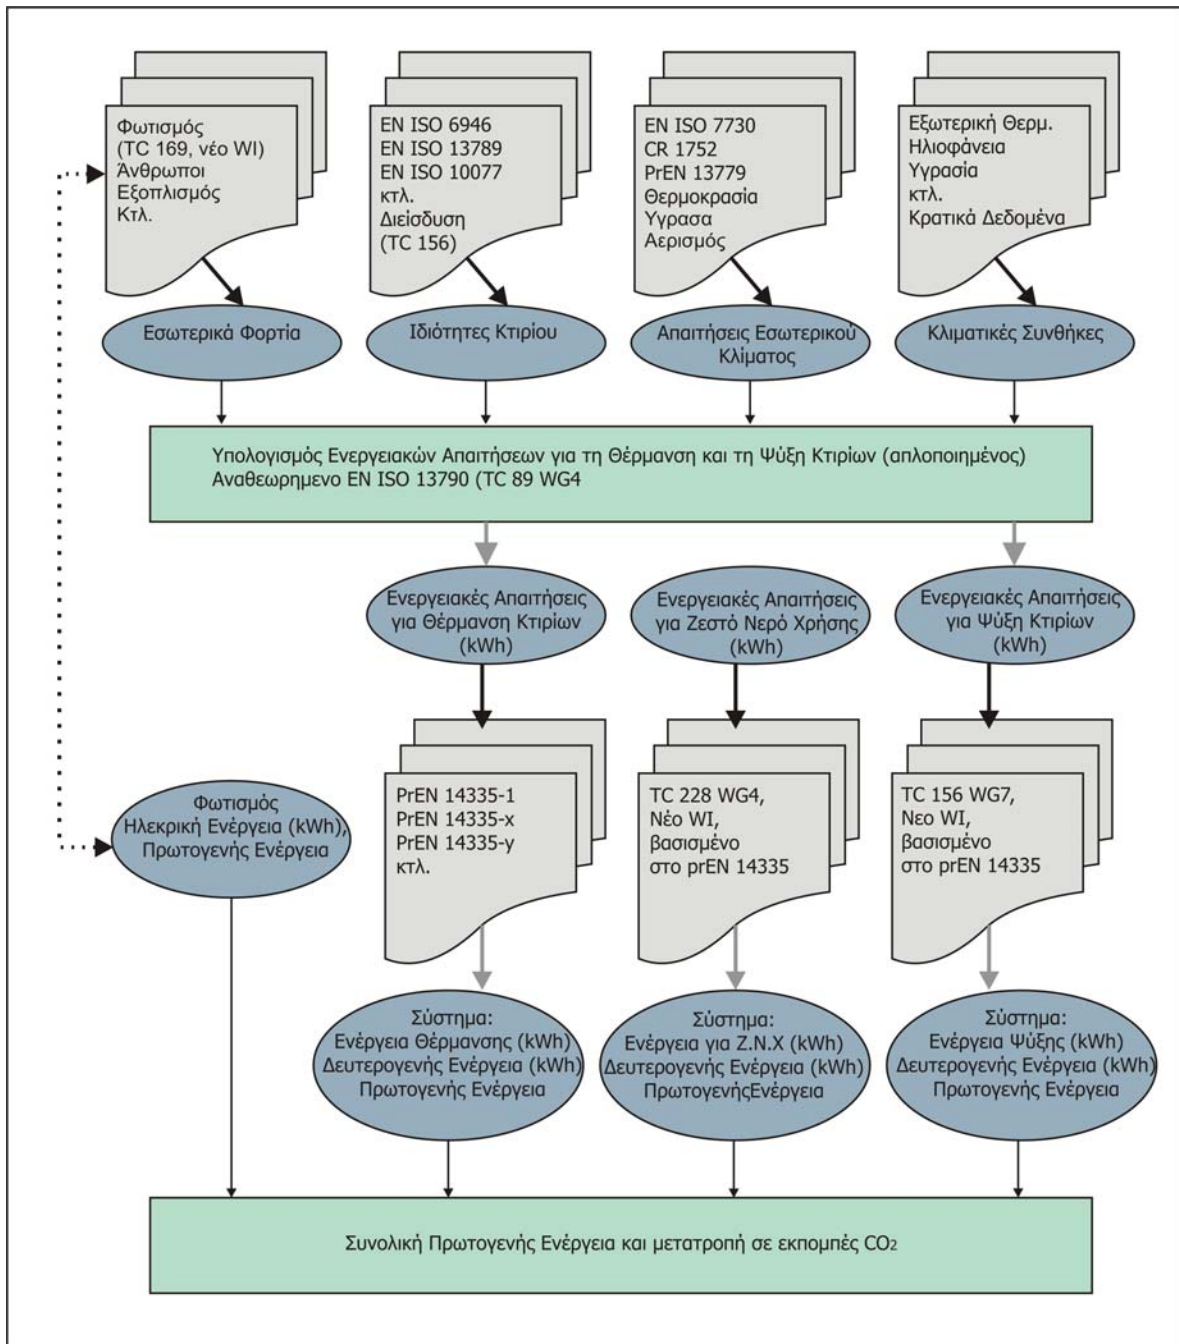 Φωτισμός
(TC 169, νέο WI)
Άνθρωποι
Εξοπλισμός
Κτλ.
EN ISO 6946
EN ISO 13789
EN ISO 10077
κτλ.
Διείσδυση
(TC 156)
EN ISO 7730
CR 1752
PrEN 13779
Θερμοκρασία
Υγρασα
Αερισμός
Εξωτερική Θερμ.
Ηλιοφάνεια
Υγρασία
κτλ.
Κρατικά Δεδομένα
Εσωτερικά Φορτία
Ιδιότητες Κτιρίου
Απαιτήσεις Εσωτερικού
Κλίματος
Κλιματικές Συνθήκες
Υπολογισμός Ενεργειακών Απαιτήσεων για τη Θέρμανση και τη Ψύξη Κτιρίων (απλοποιημένος)
Αναθεωρημενο EN ISO 13790 (TC 89 WG4
Ενεργειακές Απαιτήσεις
για Θέρμανση Κτιρίων
(kWh)
Ενεργειακές Απαιτήσεις
για Ζεστό Νερό Χρήσης
(kWh)
Ενεργειακές Απαιτήσεις
για Ψύξη Κτιρίων
(kWh)
Φωτισμός
Ηλεκρική Ενέργεια (kWh),
Πρωτογενής Ενέργεια
PrEN 14335-1
PrEN 14335-x
PrEN 14335-y
κτλ.
TC 228 WG4,
Νέο WI,
βασισμένο
στο prEN 14335
TC 156 WG7,
Νεο WI,
βασισμένο
στο prEN 14335
Σύστημα:
Ενέργεια Θέρμανσης (kWh)
Δευτερογενής Ενέργεια (kWh)
Πρωτογενής Ενέργεια
Σύστημα:
Ενέργεια για Ζ.Ν.Χ (kWh)
Δευτερογενής Ενέργεια (kWh)
ΠρωτογενήςΕνέργεια
Σύστημα:
Ενέργεια Ψύξης (kWh)
Δευτερογενής Ενέργεια (kWh)
Πρωτογενής Ενέργεια
Συνολική Πρωτογενής Ενέργεια και μετατροπή σε εκπομπές CO₂